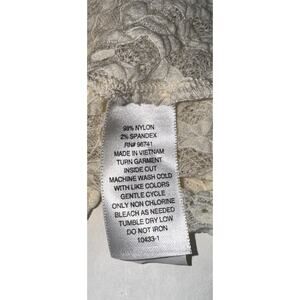 98% NYLON
2% SPANDEX
RN# 96741
MADE IN VIETNAM
TURN GARMENT
INSIDE OUT
MACHINE WASH COLD
WITH LIKE COLORS
GENTLE CYCLE
ONLY NON CHLORINE
BLEACH AS NEEDED
TUMBLE DRY LOW
DO NOT IRON
10433-1